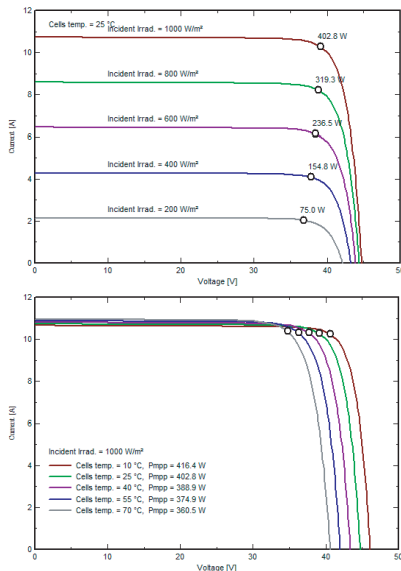 12
Cells temp. = 25 °C
Incident Irrad. = 1000 W/m²
402.8 W
10
Incident Irrad. = 800 W/m²
319.3 W
8
Incident Irrad. = 600 W/m²
236.5 W
6
Current [A]
Incident Irrad. = 400 W/m²
154.8 W
4
Incident Irrad. = 200 W/m²
75.0 W
2
0
0 10 20 30 40 50
Voltage [V]
12
10
8
6
Current [A]
4
Incident Irrad. = 1000 W/m²
Cells temp. = 10 °C, Pmpp = 416.4 W
Cells temp. = 25 °C, Pmpp = 402.8 W
Cells temp. = 40 °C, Pmpp = 388.9 W
2
Cells temp. = 55 °C, Pmpp = 374.9 W
Cells temp. = 70 °C, Pmpp = 360.5 W
0
0 10 20 30 40 50
Voltage [V]